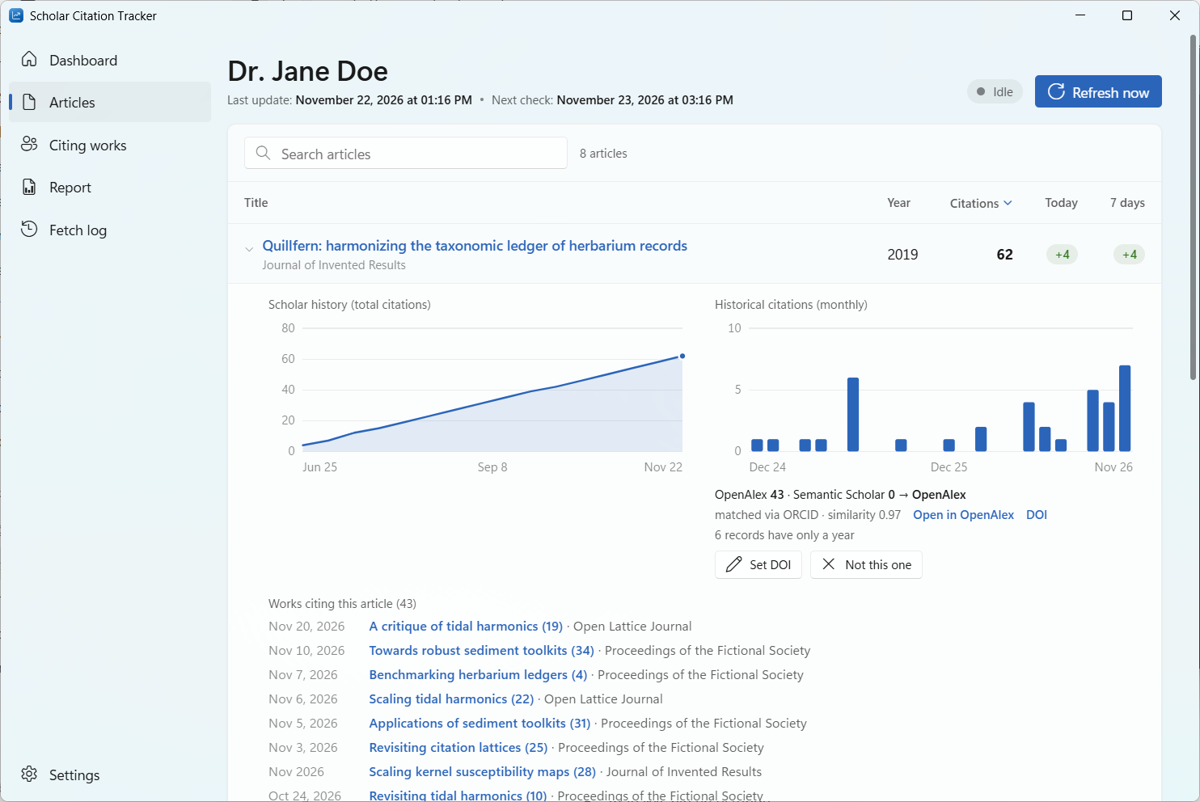 Scholar Citation Tracker
Dashboard
Articles
Citing works
Report
Fetch log
Settings
Dr. Jane Doe
Last update: November 22, 2026 at 01:16 PM • Next check: November 23, 2026 at 03:16 PM
Idle
Refresh now
Search articles
8 articles
Title Year Citations Today 7 days
Quillfern: harmonizing the taxonomic ledger of herbarium records 2019 62 +4 +4
Journal of Invented Results
Scholar history (total citations)
80
60
40
20
0
Jun 25 Sep 8 Nov 22
Historical citations (monthly)
10
5
0
Dec 24 Dec 25 Nov 26
OpenAlex 43 · Semantic Scholar 0 → OpenAlex
matched via ORCID · similarity 0.97 Open in OpenAlex DOI
6 records have only a year
Set DOI Not this one
Works citing this article (43)
Nov 20, 2026 A critique of tidal harmonics (19) · Open Lattice Journal
Nov 10, 2026 Towards robust sediment toolkits (34) · Proceedings of the Fictional Society
Nov 7, 2026 Benchmarking herbarium ledgers (4) · Proceedings of the Fictional Society
Nov 6, 2026 Scaling tidal harmonics (22) · Open Lattice Journal
Nov 5, 2026 Applications of sediment toolkits (31) · Proceedings of the Fictional Society
Nov 3, 2026 Revisiting citation lattices (25) · Proceedings of the Fictional Society
Nov 2026 Scaling kernel susceptibility maps (28) · Journal of Invented Results
Oct 24, 2026 Revisiting tidal harmonics (10) · Proceedings of the Fictional Society